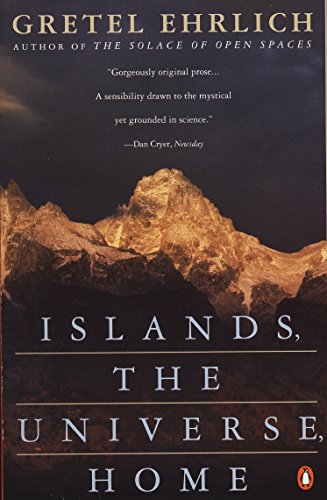 GRETEL EHRLICH
AUTHOR OF THE SOLACE OF OPEN SPACES
"Gorgeously original prose...
A sensibility drawn to the mystical
yet grounded in science."
—Dan Cryer, Newsday
ISLANDS,
THE
UNIVERSE,
HOME